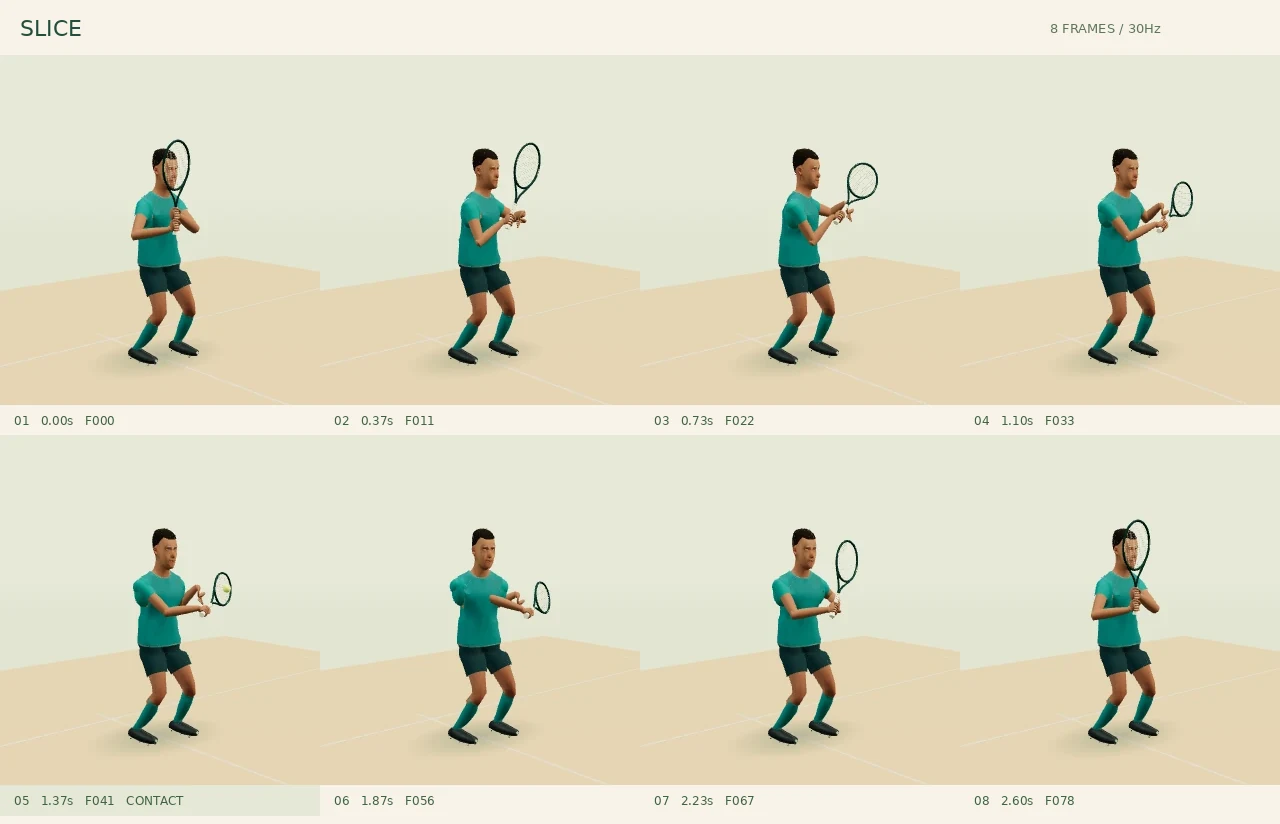 SLICE
8 FRAMES / 30Hz
01 0.00s F000
02 0.37s F011
03 0.73s F022
04 1.10s F033
05 1.37s F041 CONTACT
06 1.87s F056
07 2.23s F067
08 2.60s F078